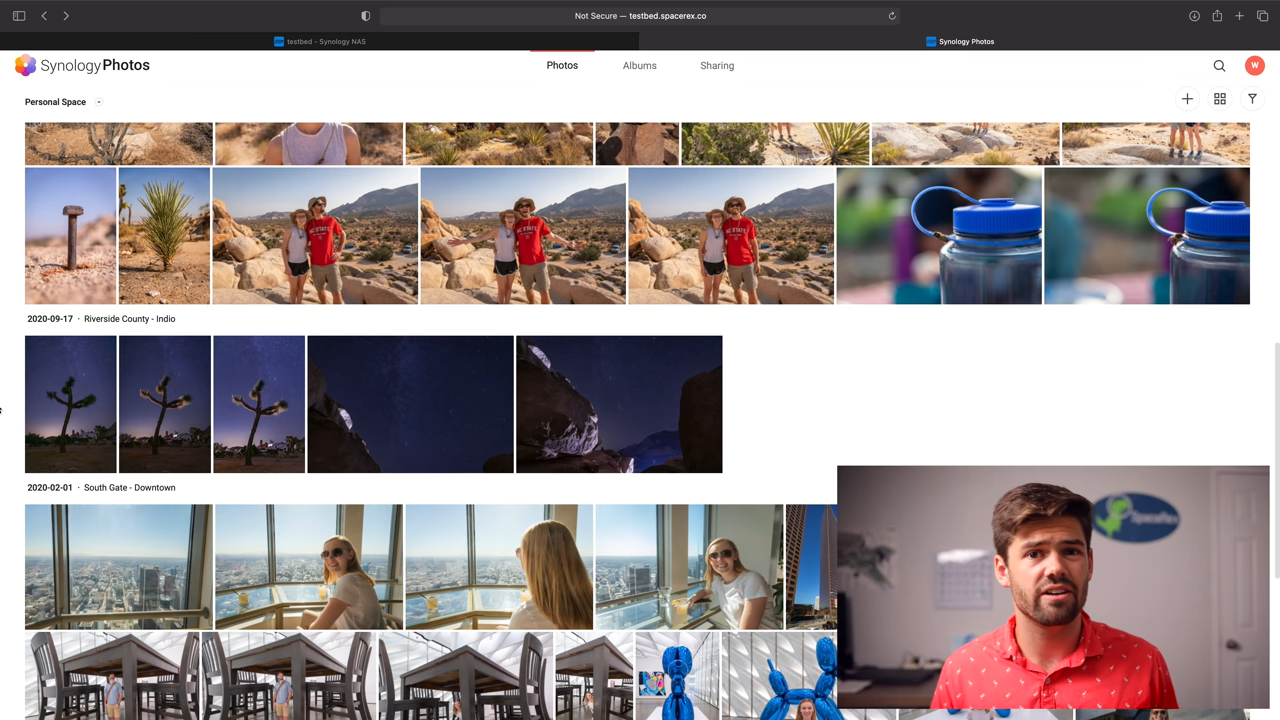 Not Secure — testbed.spacerex.co
testbed - Synology NAS
Synology Photos
SynologyPhotos
Photos
Albums
Sharing
W
Personal Space
NC STATE
2020-09-17 · Riverside County - Indio
2020-02-01 · South Gate - Downtown
SpaceRex